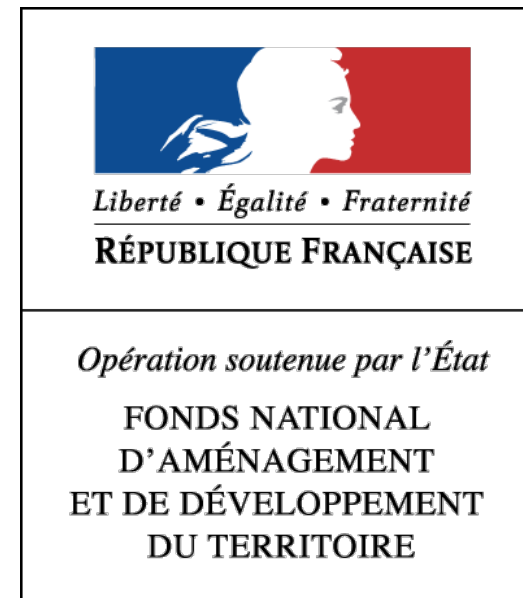 Liberté • Égalité • Fraternité
RÉPUBLIQUE FRANÇAISE
Opération soutenue par l’État
FONDS NATIONAL
D’AMÉNAGEMENT
ET DE DÉVELOPPEMENT
DU TERRITOIRE